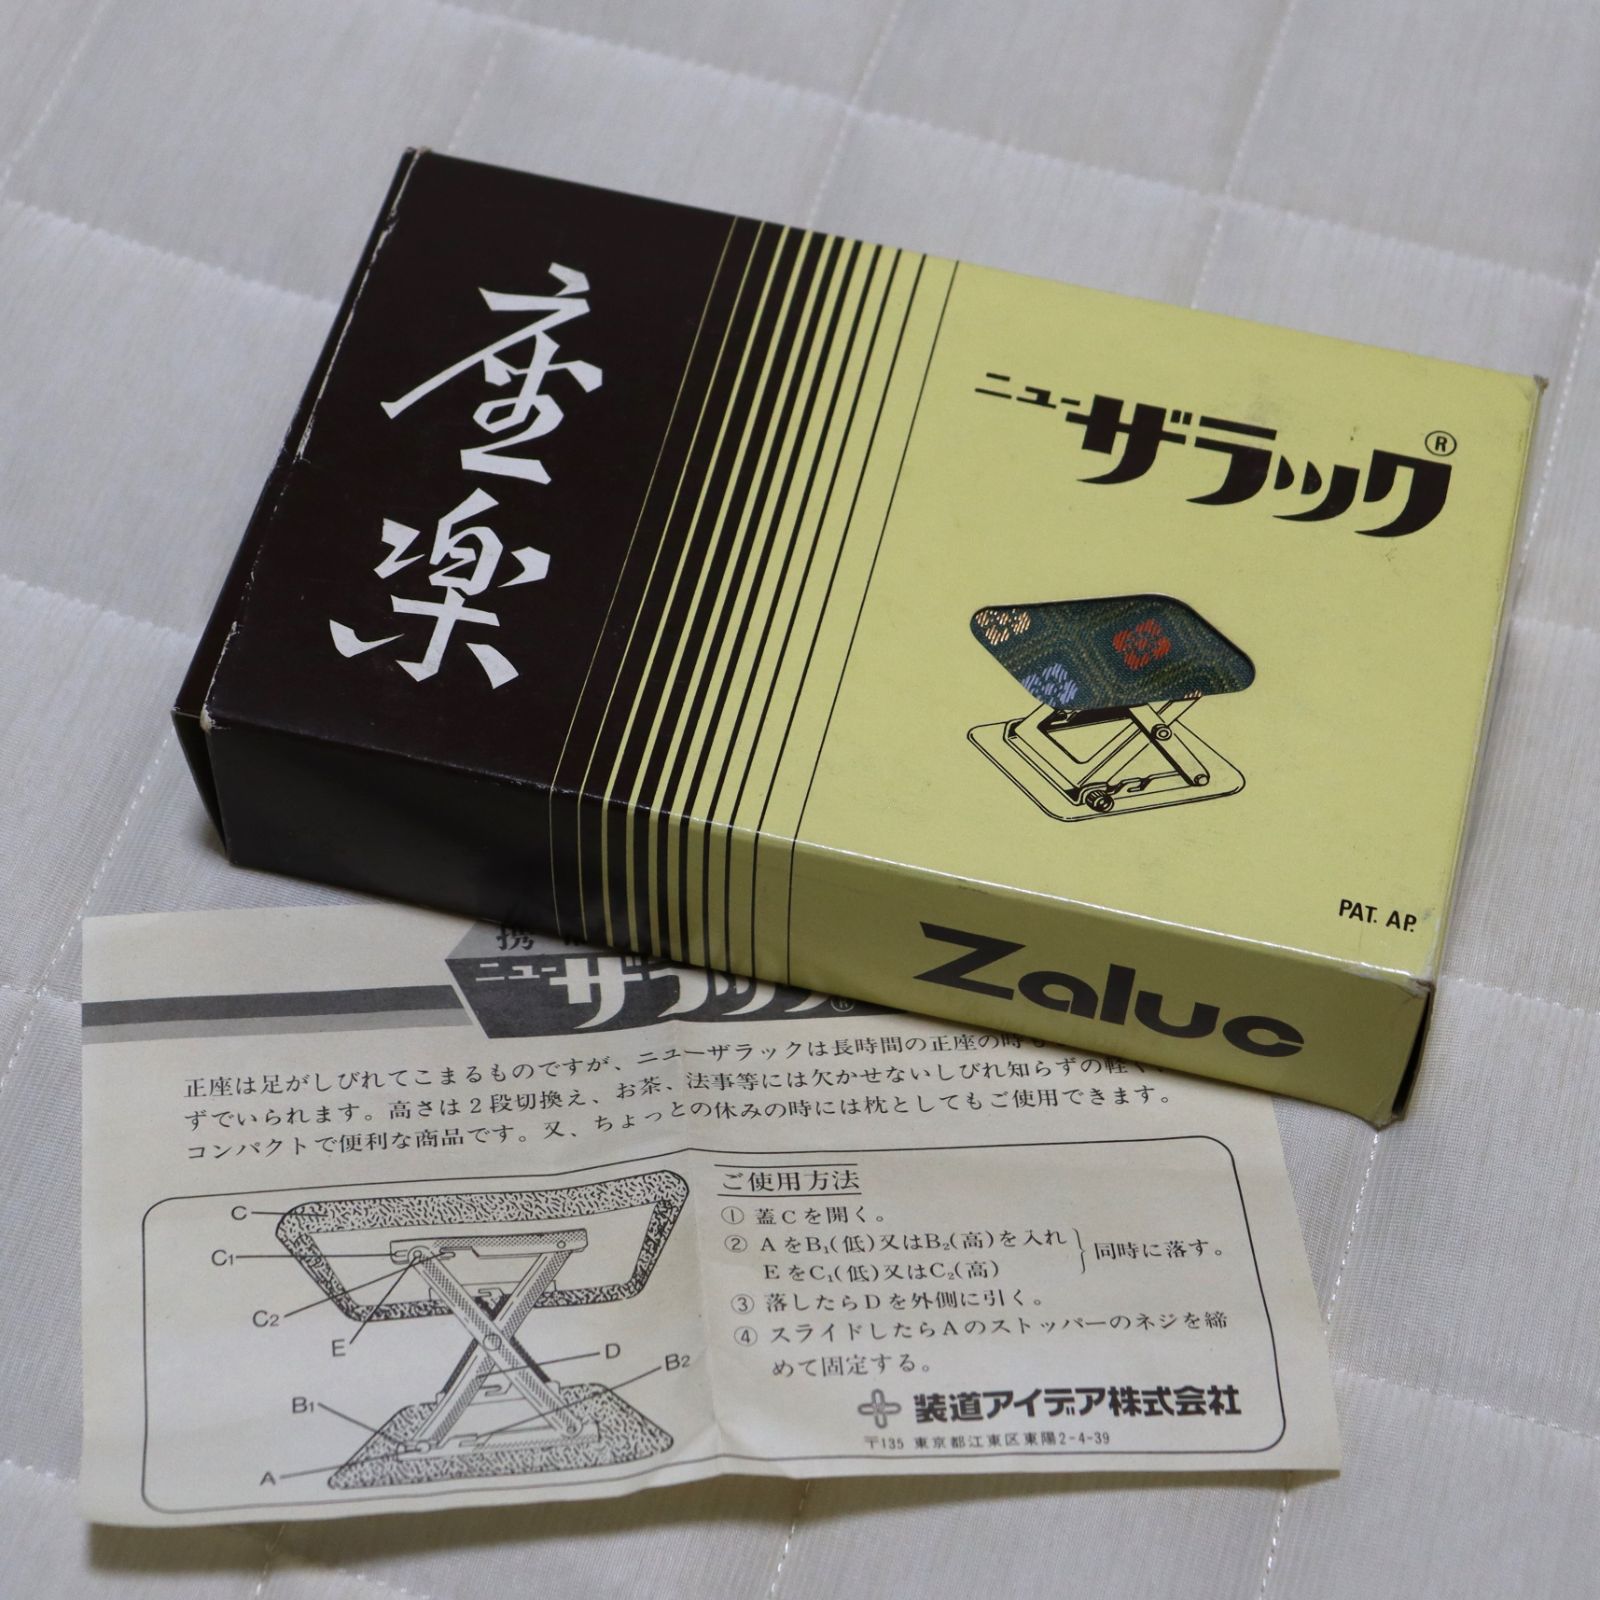 座楽
ニューザラック®
PAT. AP.
Zaluc
携
ニューザラック®
正座は足がしびれてこまるものですが、ニューザラックは長時間の正座の時も
ずでいられます。高さは2段切換え、お茶、法事等には欠かせないしびれ知らずの軽く、
コンパクトで便利な商品です。又、ちょっとの休みの時には枕としてもご使用できます。
C
C₁
C₂
E
D
B₂
B₁
A
ご使用方法
① 蓋Cを開く。
② AをB₁(低)又はB₂(高)を入れ
EをC₁(低)又はC₂(高)
同時に落す。
③ 落したらDを外側に引く。
④ スライドしたらAのストッパーのネジを締
めて固定する。
装道アイデア株式会社
〒135 東京都江東区東陽2-4-39